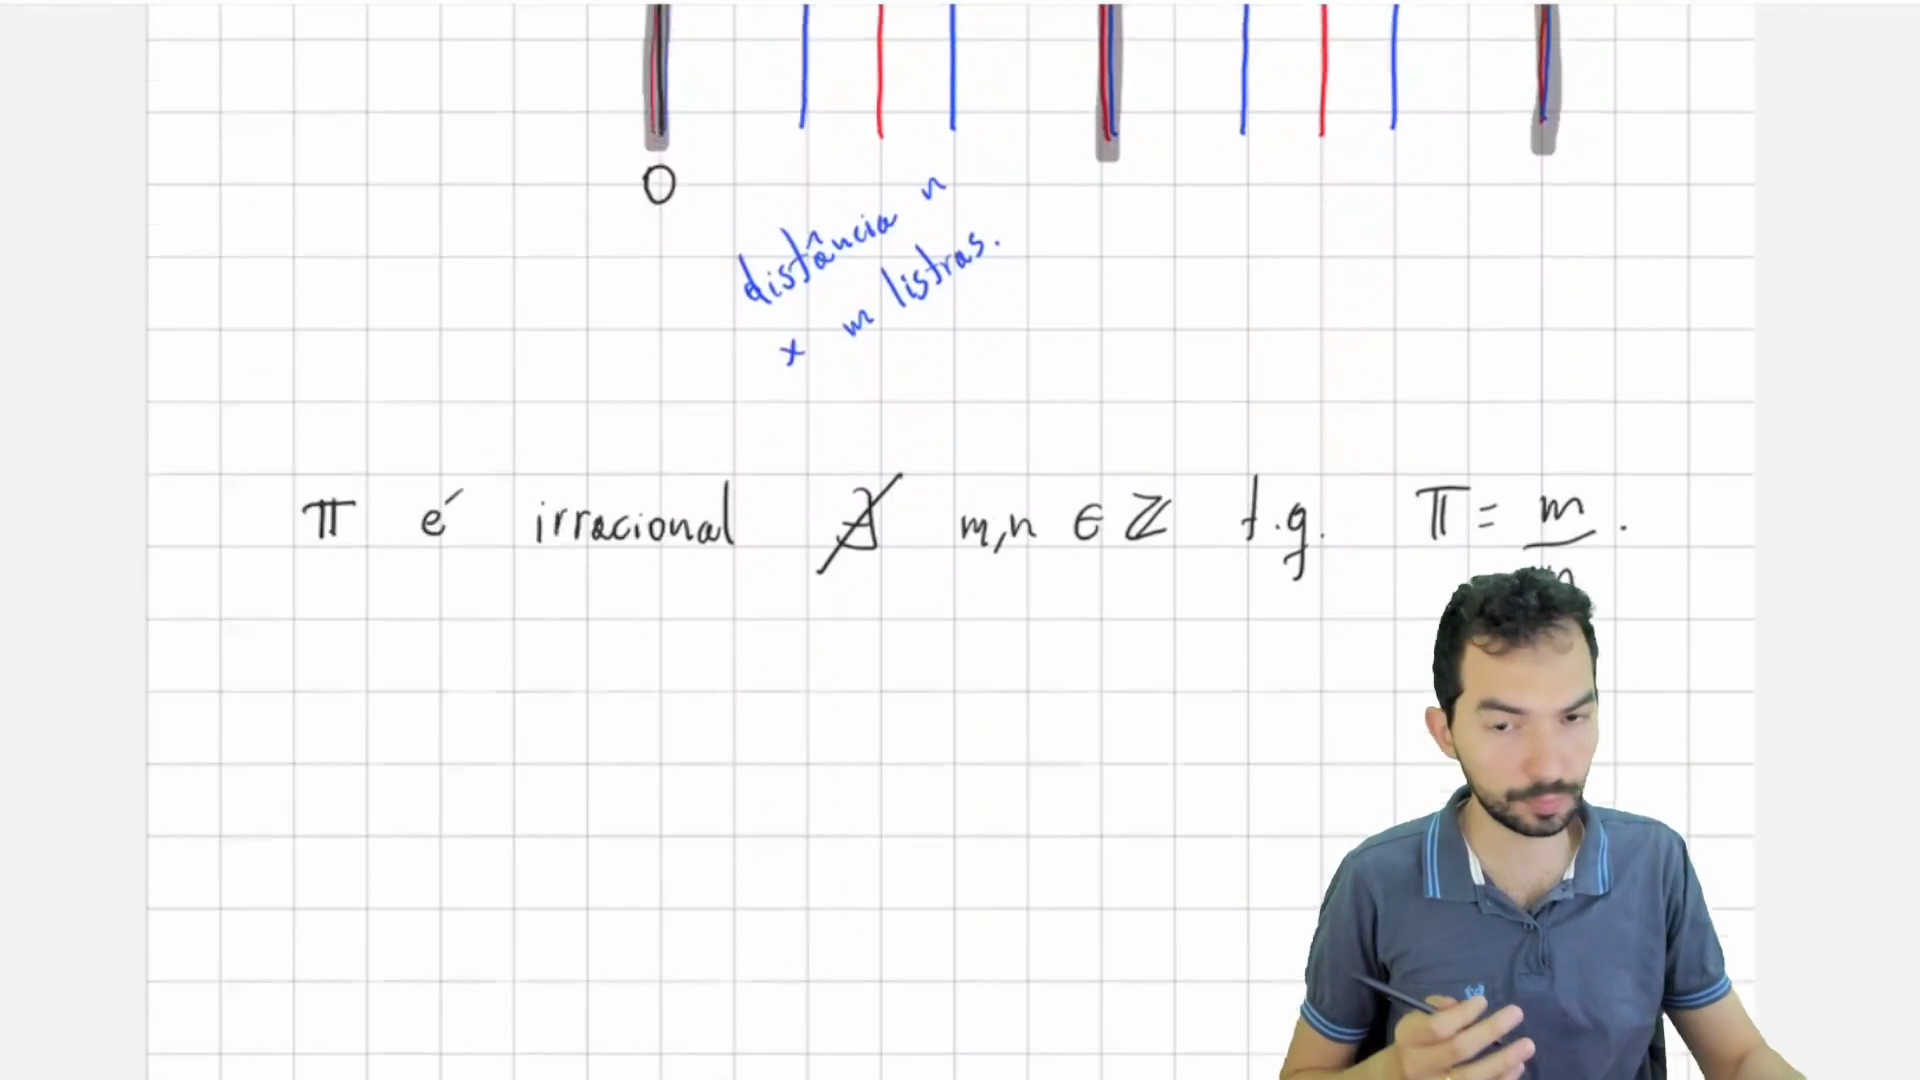 0
distância n
x m listras.
π é irracional ∄ m,n ∈ ℤ t.q. π = m/n.